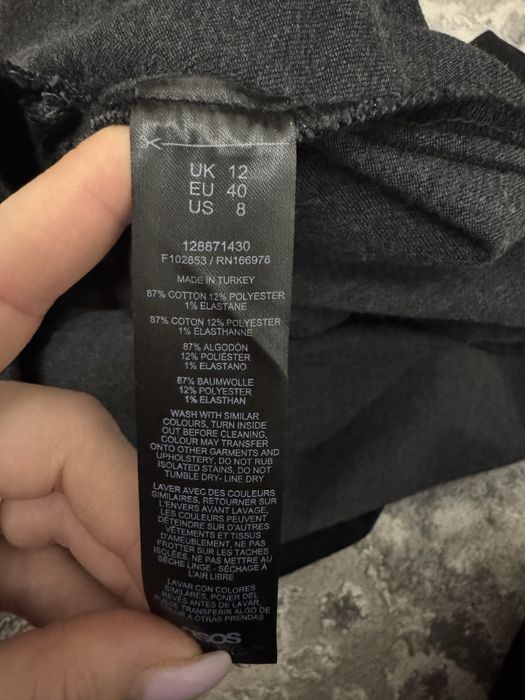 UK 12
EU 40
US 8
128871430
F102853 / RN166978
MADE IN TURKEY
87% COTTON 12% POLYESTER
1% ELASTANE
87% COTON 12% POLYESTER
1% ÉLASTHANNE
87% ALGODÓN
12% POLIÉSTER
1% ELASTANO
87% BAUMWOLLE
12% POLYESTER
1% ELASTHAN
WASH WITH SIMILAR
COLOURS, TURN INSIDE
OUT BEFORE CLEANING,
COLOUR MAY TRANSFER
ONTO OTHER GARMENTS AND
UPHOLSTERY, DO NOT RUB
ISOLATED STAINS, DO NOT
TUMBLE DRY- LINE DRY
LAVER AVEC DES COULEURS
SIMILAIRES, RETOURNER SUR
L'ENVERS AVANT LAVAGE,
LES COULEURS PEUVENT
DÉTEINDRE SUR D'AUTRES
VÊTEMENTS ET TISSUS
D'AMEUBLEMENT, NE PAS
FROTTER SUR LES TACHES
ISOLÉES, NE PAS METTRE AU
SÈCHE LINGE - SÉCHAGE À
L'AIR LIBRE
LAVAR CON COLORES
SIMILARES, PONER DEL
REVÉS ANTES DE LAVAR,
TRANSFERIR ALGO DE
COLOR A OTRAS PRENDAS
asos